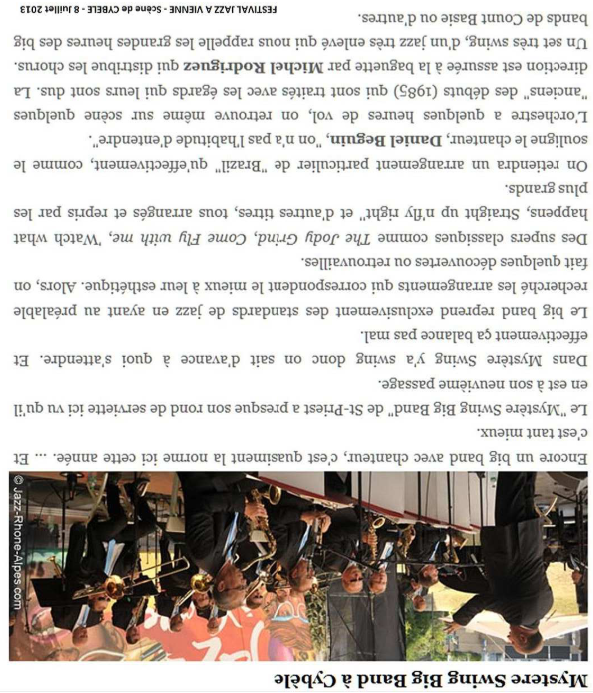 Mystere Swing Big Band à Cybèle
© Jazz-Rhone-Alpes.com
Encore un big band avec chanteur, c'est quasiment la norme ici cette année. ... Et
c'est tant mieux.
Le "Mystère Swing Big Band" de St-Priest a presque son rond de serviette ici vu qu'il
en est à son neuvième passage.
Dans Mystère Swing y'a swing donc on sait d'avance à quoi s'attendre. Et
effectivement ça balance pas mal.
Le big band reprend exclusivement des standards de jazz en ayant au préalable
recherché les arrangements qui correspondent le mieux à leur esthétique. Alors, on
fait quelques découvertes ou retrouvailles.
Des supers classiques comme The Jody Grind, Come Fly with me, 'Watch what
happens, Straight up n'fly right" et d'autres titres, tous arrangés et repris par les
plus grands.
On retiendra un arrangement particulier de "Brazil" qu'effectivement, comme le
souligne le chanteur, Daniel Beguin, "on n'a pas l'habitude d'entendre".
L'orchestre a quelques heures de vol, on retrouve même sur scène quelques
"anciens" des débuts (1985) qui sont traités avec les égards qui leurs sont dus. La
direction est assurée à la baguette par Michel Rodriguez qui distribue les chorus.
Un set très swing, d'un jazz très enlevé qui nous rappelle les grandes heures des big
bands de Count Basie ou d'autres.
FESTIVAL JAZZ A VIENNE - Scène de CYBELE - 8 Juillet 2013